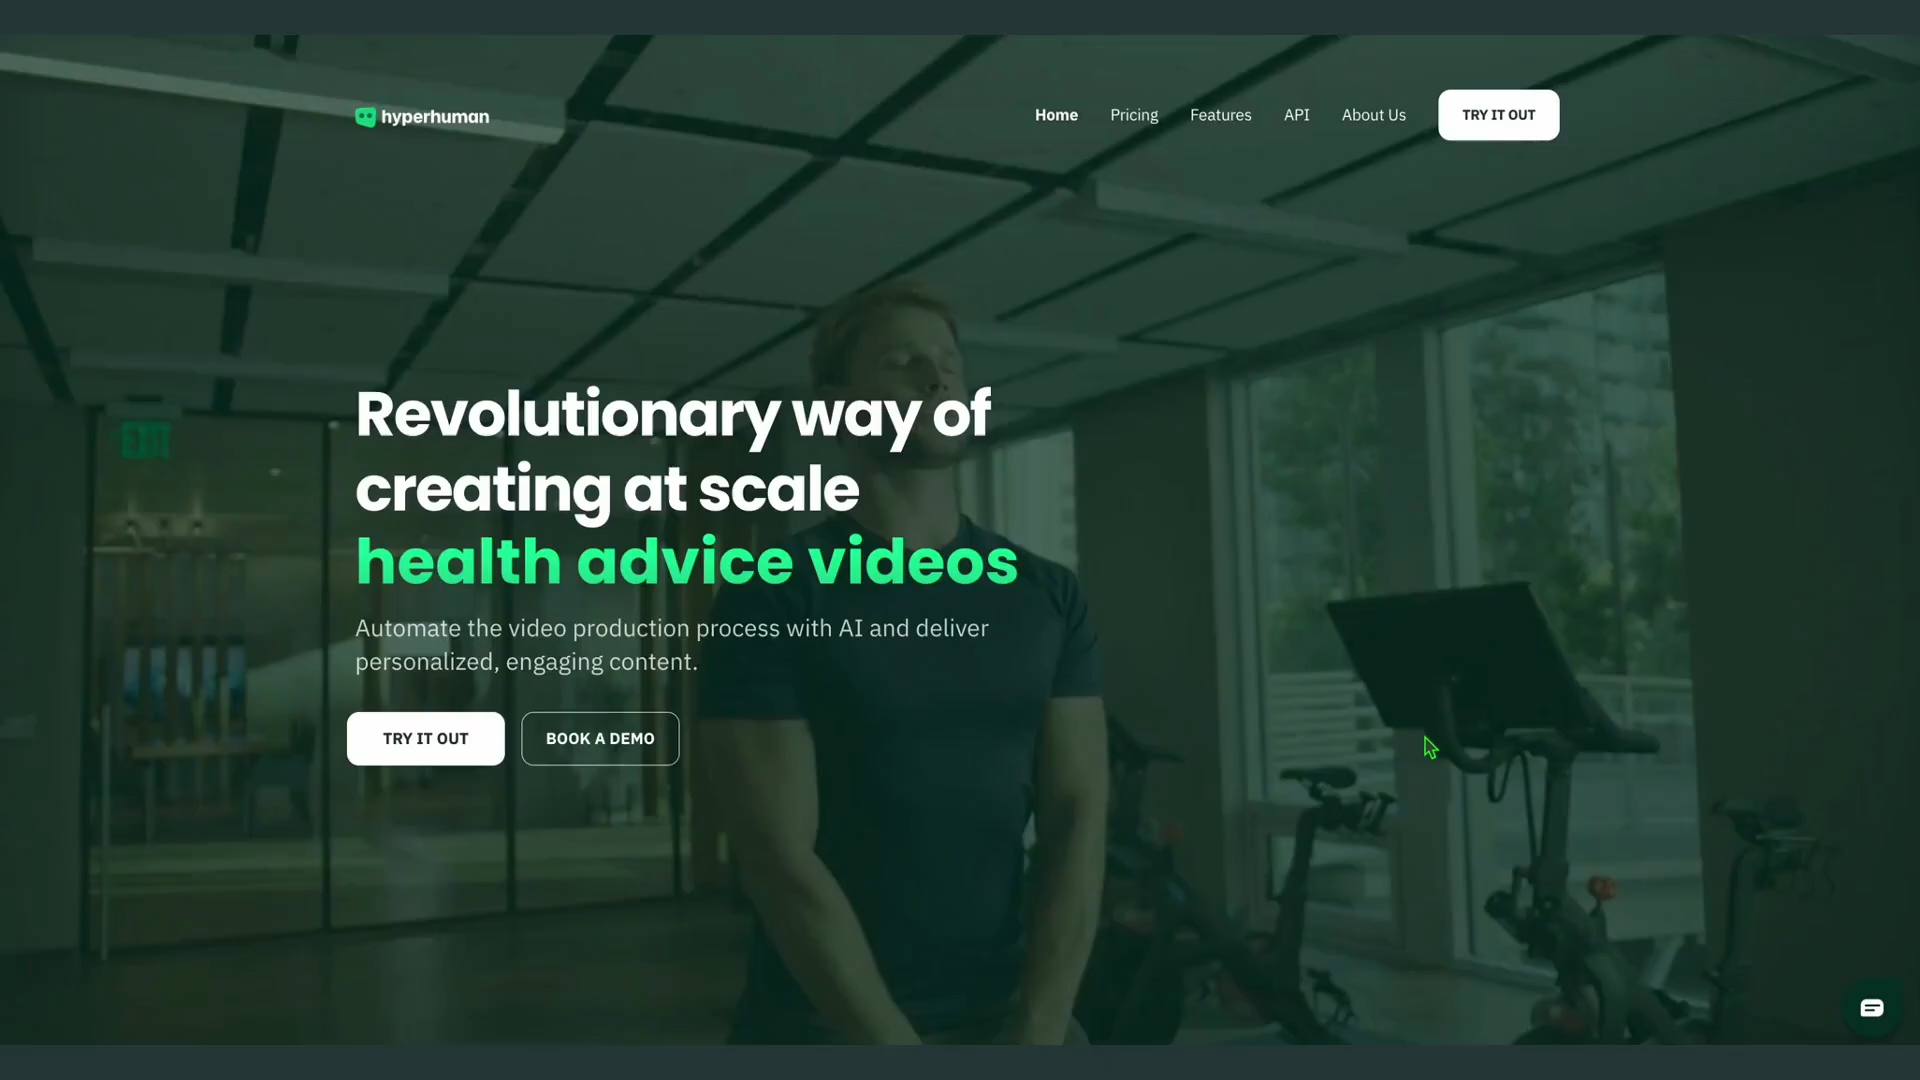 hyperhuman
Home Pricing Features API About Us TRY IT OUT
EXIT
Revolutionary way of
creating at scale
health advice videos
Automate the video production process with AI and deliver
personalized, engaging content.
TRY IT OUT BOOK A DEMO